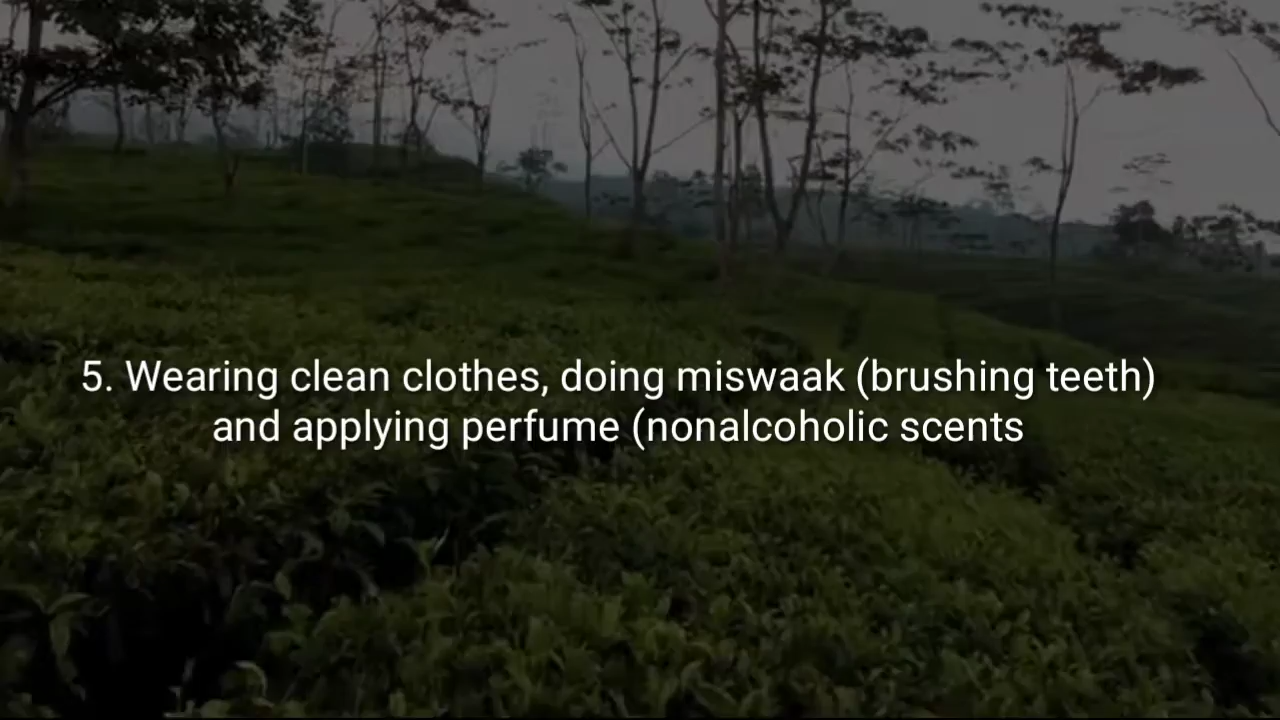 5. Wearing clean clothes, doing miswaak (brushing teeth)
and applying perfume (nonalcoholic scents